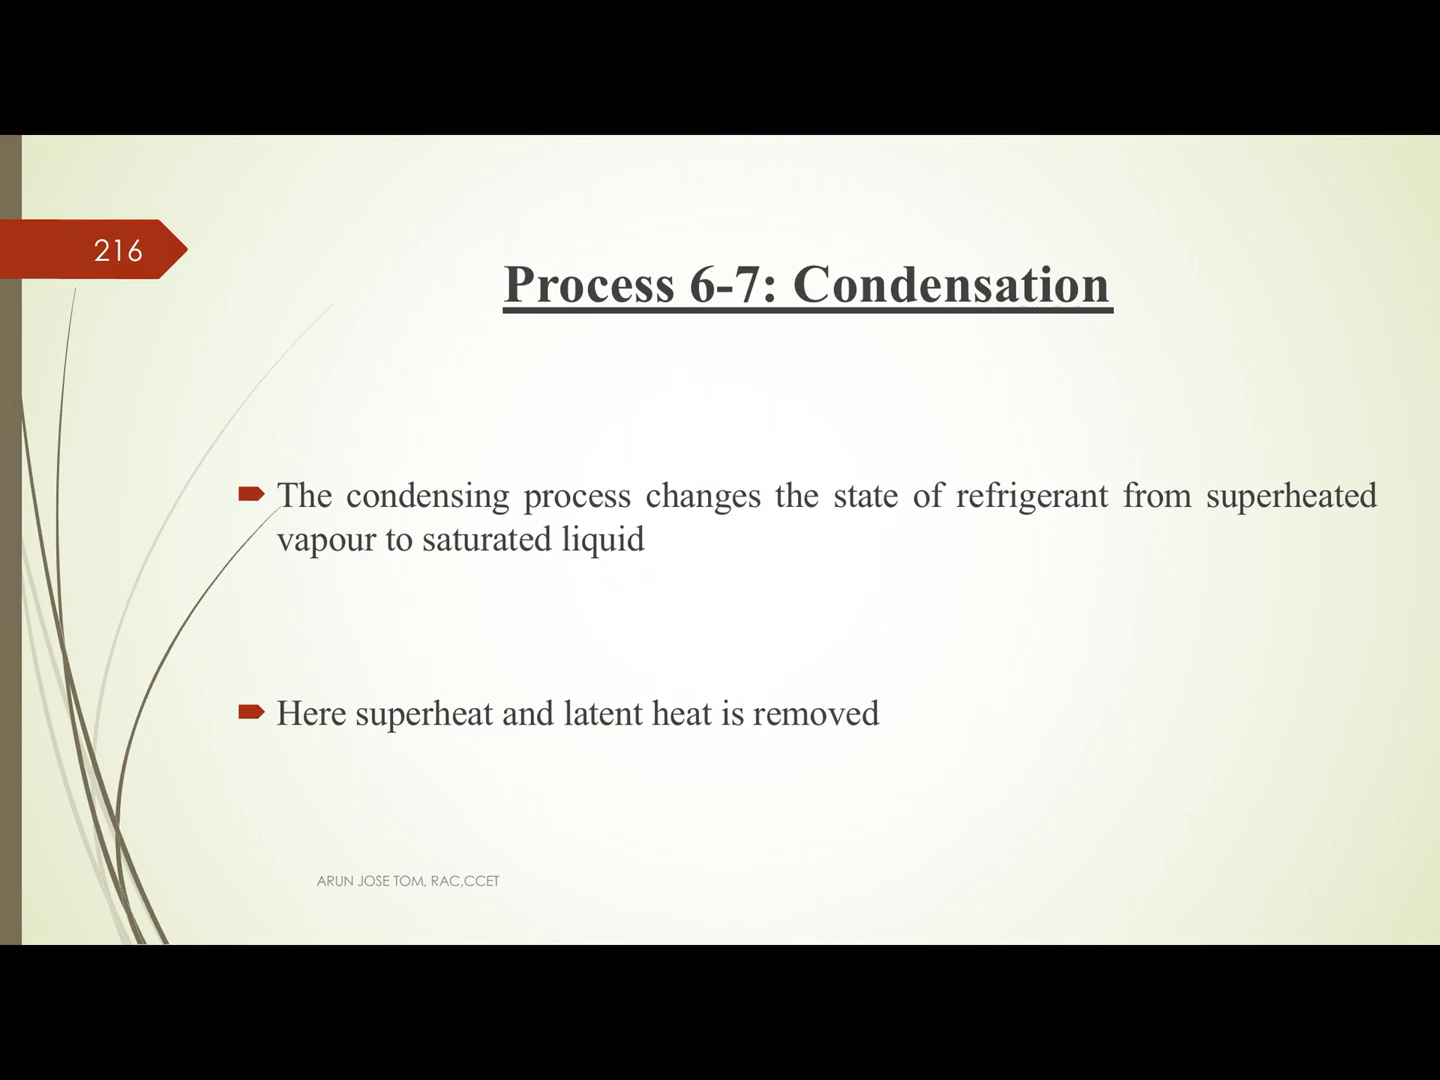 216
Process 6-7: Condensation
The condensing process changes the state of refrigerant from superheated
vapour to saturated liquid
Here superheat and latent heat is removed
ARUN JOSE TOM, RAC,CCET